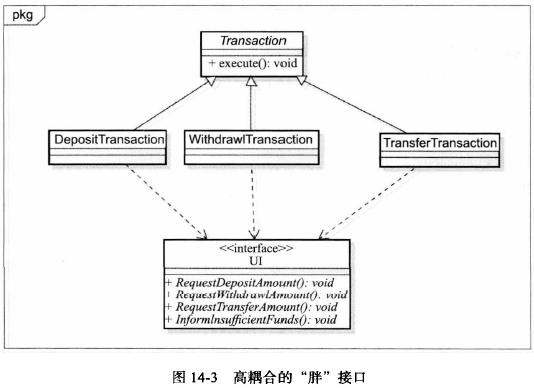 pkg
Transaction
+ execute(): void
DepositTransaction
WithdrawlTransaction
TransferTransaction
<<interface>>
UI
+ RequestDepositAmount(): void
+ RequestWithdrawlAmount(): void
+ RequestTransferAmount(): void
+ InformInsufficientFunds(): void
图 14-3 高耦合的“胖”接口